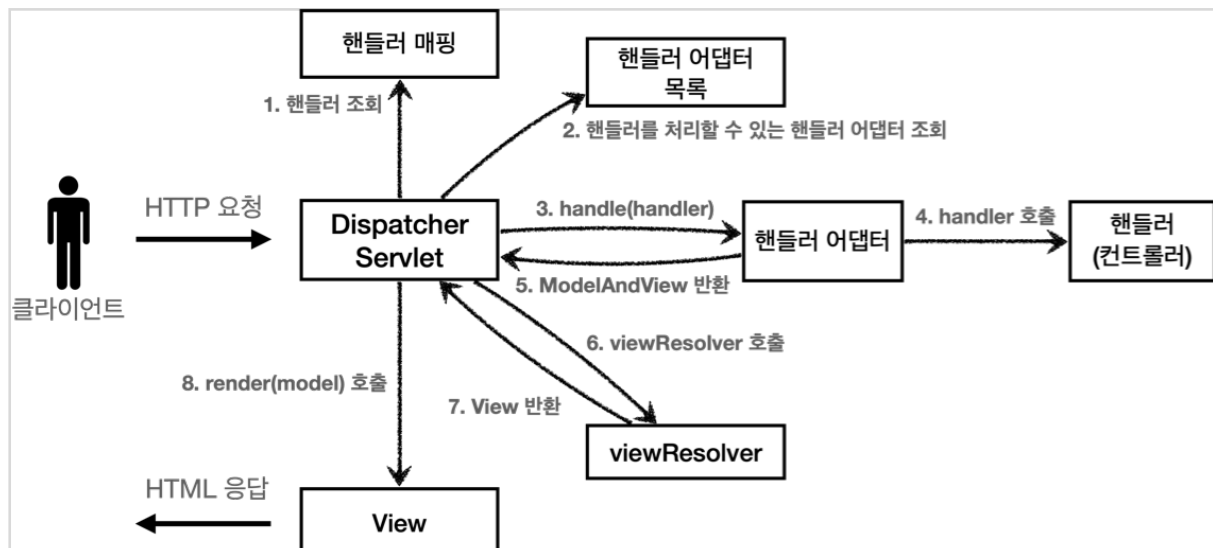 핸들러 매핑
핸들러 어댑터
목록
1. 핸들러 조회
2. 핸들러를 처리할 수 있는 핸들러 어댑터 조회
HTTP 요청
Dispatcher
Servlet
3. handle(handler)
핸들러 어댑터
4. handler 호출
핸들러
(컨트롤러)
5. ModelAndView 반환
클라이언트
6. viewResolver 호출
8. render(model) 호출
7. View 반환
viewResolver
HTML 응답
View